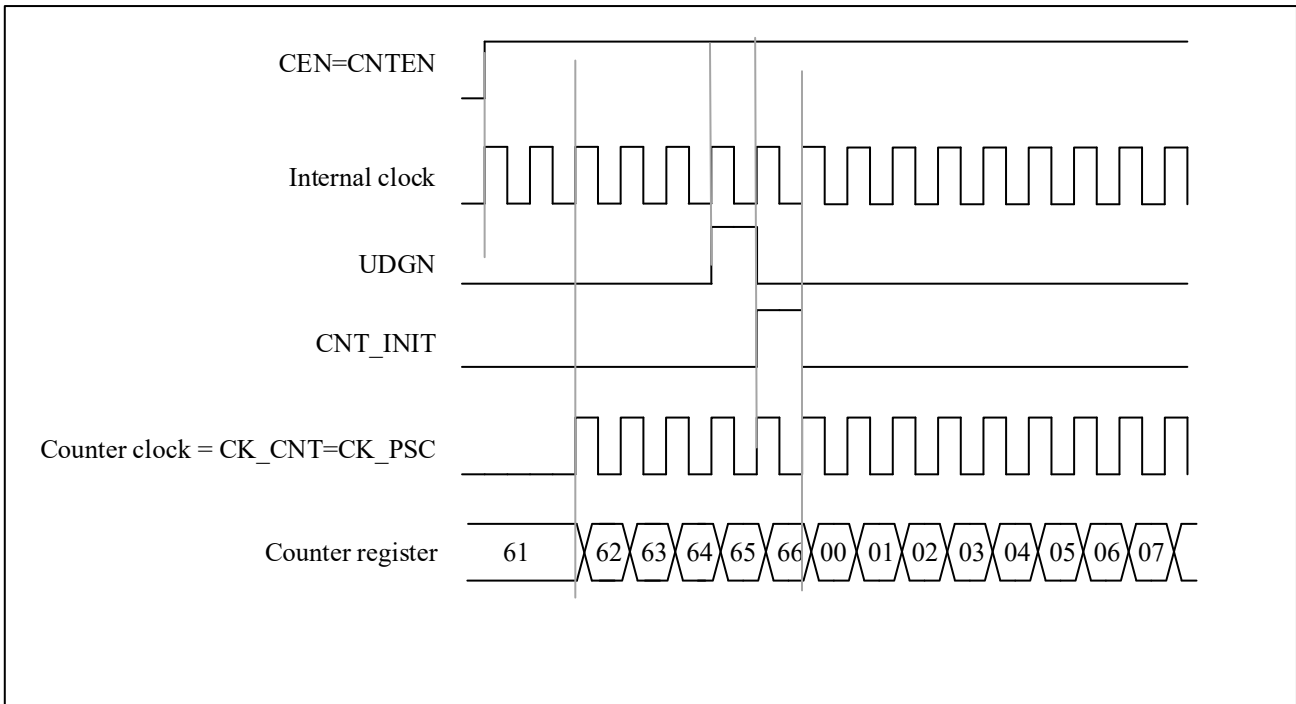 CEN=CNTEN
Internal clock
UDGN
CNT_INIT
Counter clock = CK_CNT=CK_PSC
Counter register 61 62 63 64 65 66 00 01 02 03 04 05 06 07